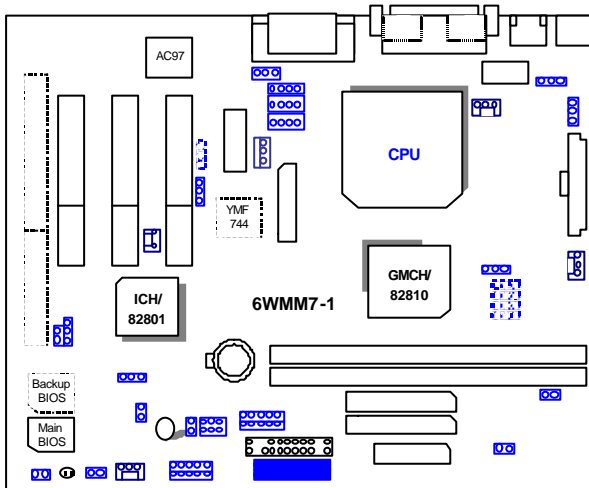 AC97
CPU
YMF
744
GMCH/
82810
ICH/
82801
6WMM7-1
Backup
BIOS
Main
BIOS